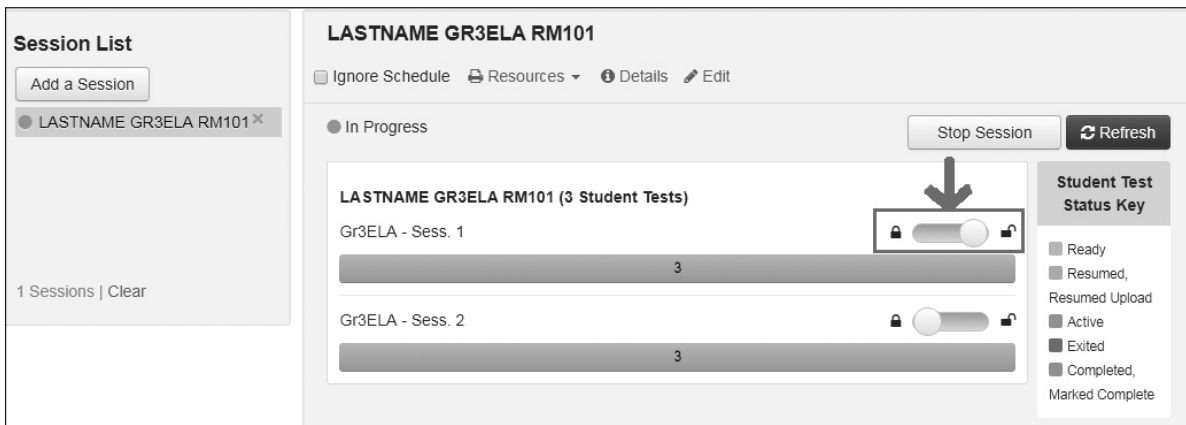 Session List
Add a Session
LASTNAME GR3ELA RM101
1 Sessions | Clear
LASTNAME GR3ELA RM101
Ignore Schedule Resources Details Edit
In Progress
Stop Session Refresh
LASTNAME GR3ELA RM101 (3 Student Tests)
Gr3ELA - Sess. 1
3
Gr3ELA - Sess. 2
3
Student Test
Status Key
Ready
Resumed,
Resumed Upload
Active
Exited
Completed,
Marked Complete